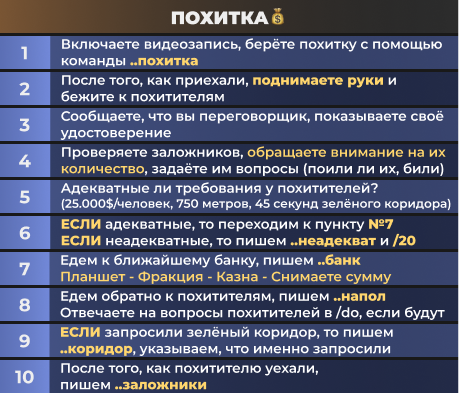 ПОХИТКА
1
Включаете видеозапись, берёте похитку с помощью
команды ..похитка
2
После того, как приехали, поднимаете руки и
бежите к похитителям
3
Сообщаете, что вы переговорщик, показываете своё
удостоверение
4
Проверяете заложников, обращаете внимание на их
количество, задаёте им вопросы (поили ли их, били)
5
Адекватные ли требования у похитителей?
(25.000$/человек, 750 метров, 45 секунд зелёного коридора)
6
ЕСЛИ адекватные, то переходим к пункту №7
ЕСЛИ неадекватные, то пишем ..неадекват и /20
7
Едем к ближайшему банку, пишем ..банк
Планшет - Фракция - Казна - Снимаете сумму
8
Едем обратно к похитителям, пишем ..напол
Отвечаете на вопросы похитителей в /do, если будут
9
ЕСЛИ запросили зелёный коридор, то пишем
..коридор, указываем, что именно запросили
10
После того, как похитителю уехали,
пишем ..заложники